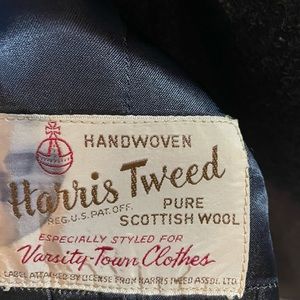 HANDWOVEN
Harris Tweed
REG. U.S. PAT. OFF.
PURE
SCOTTISH WOOL
ESPECIALLY STYLED FOR
Varsity-Town Clothes
LABEL ATTACHED BY LICENSE FROM HARRIS TWEED ASSOC. LTD.